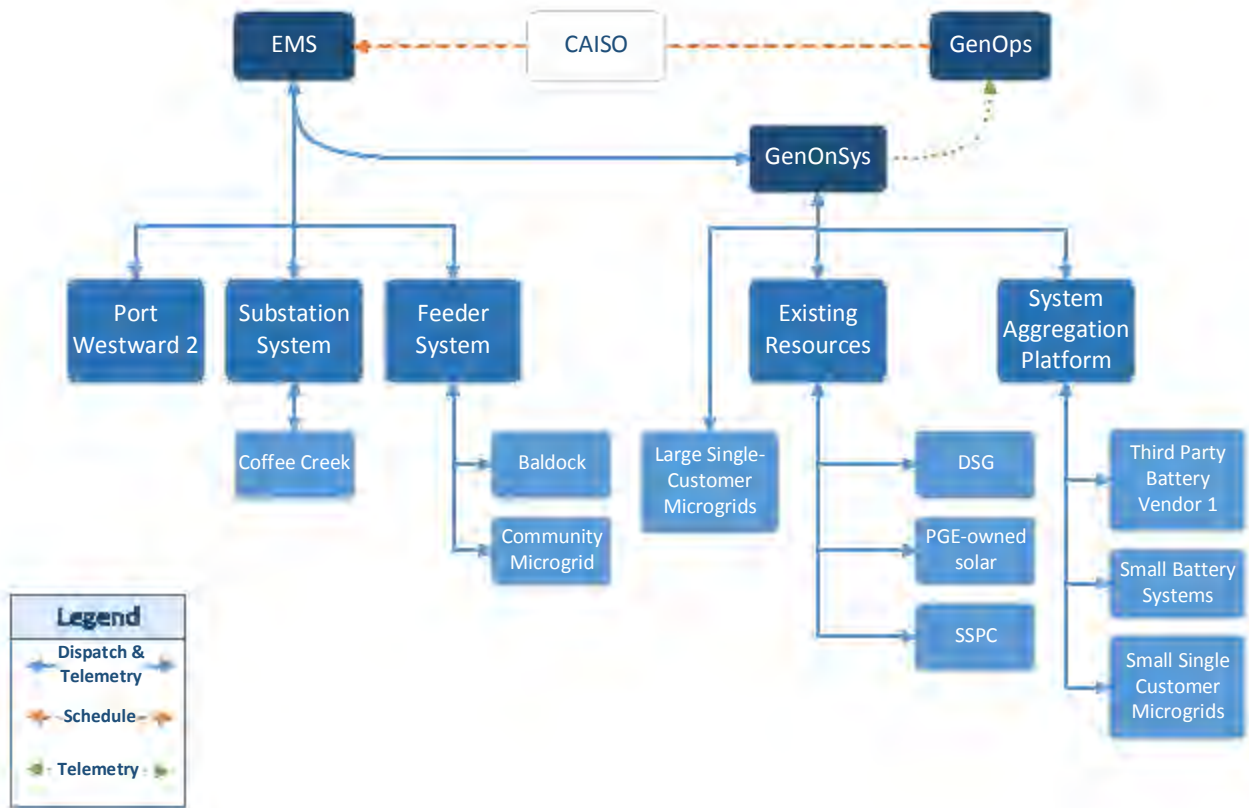 EMS
CAISO
GenOps
GenOnSys
Port
Westward 2
Substation
System
Feeder
System
Existing
Resources
System
Aggregation
Platform
Coffee Creek
Baldock
Community
Microgrid
Large Single-
Customer
Microgrids
DSG
PGE-owned
solar
SSPC
Third Party
Battery
Vendor 1
Small Battery
Systems
Small Single
Customer
Microgrids
Legend
Dispatch &
Telemetry
Schedule
Telemetry